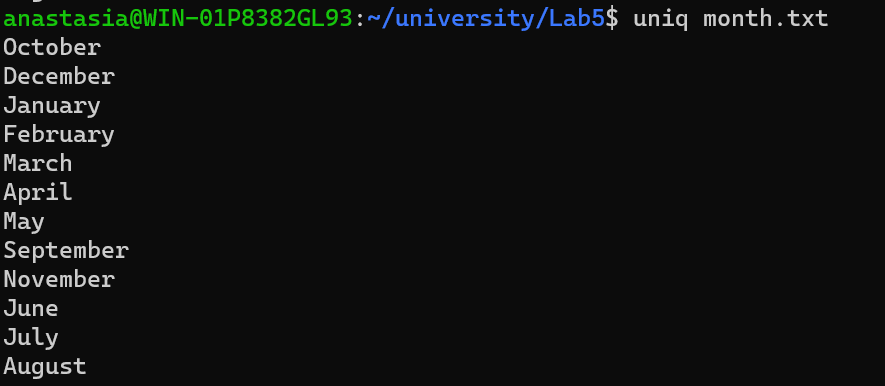 anastasia@WIN-01P8382GL93:~/university/Lab5$ uniq month.txt
October
December
January
February
March
April
May
September
November
June
July
August